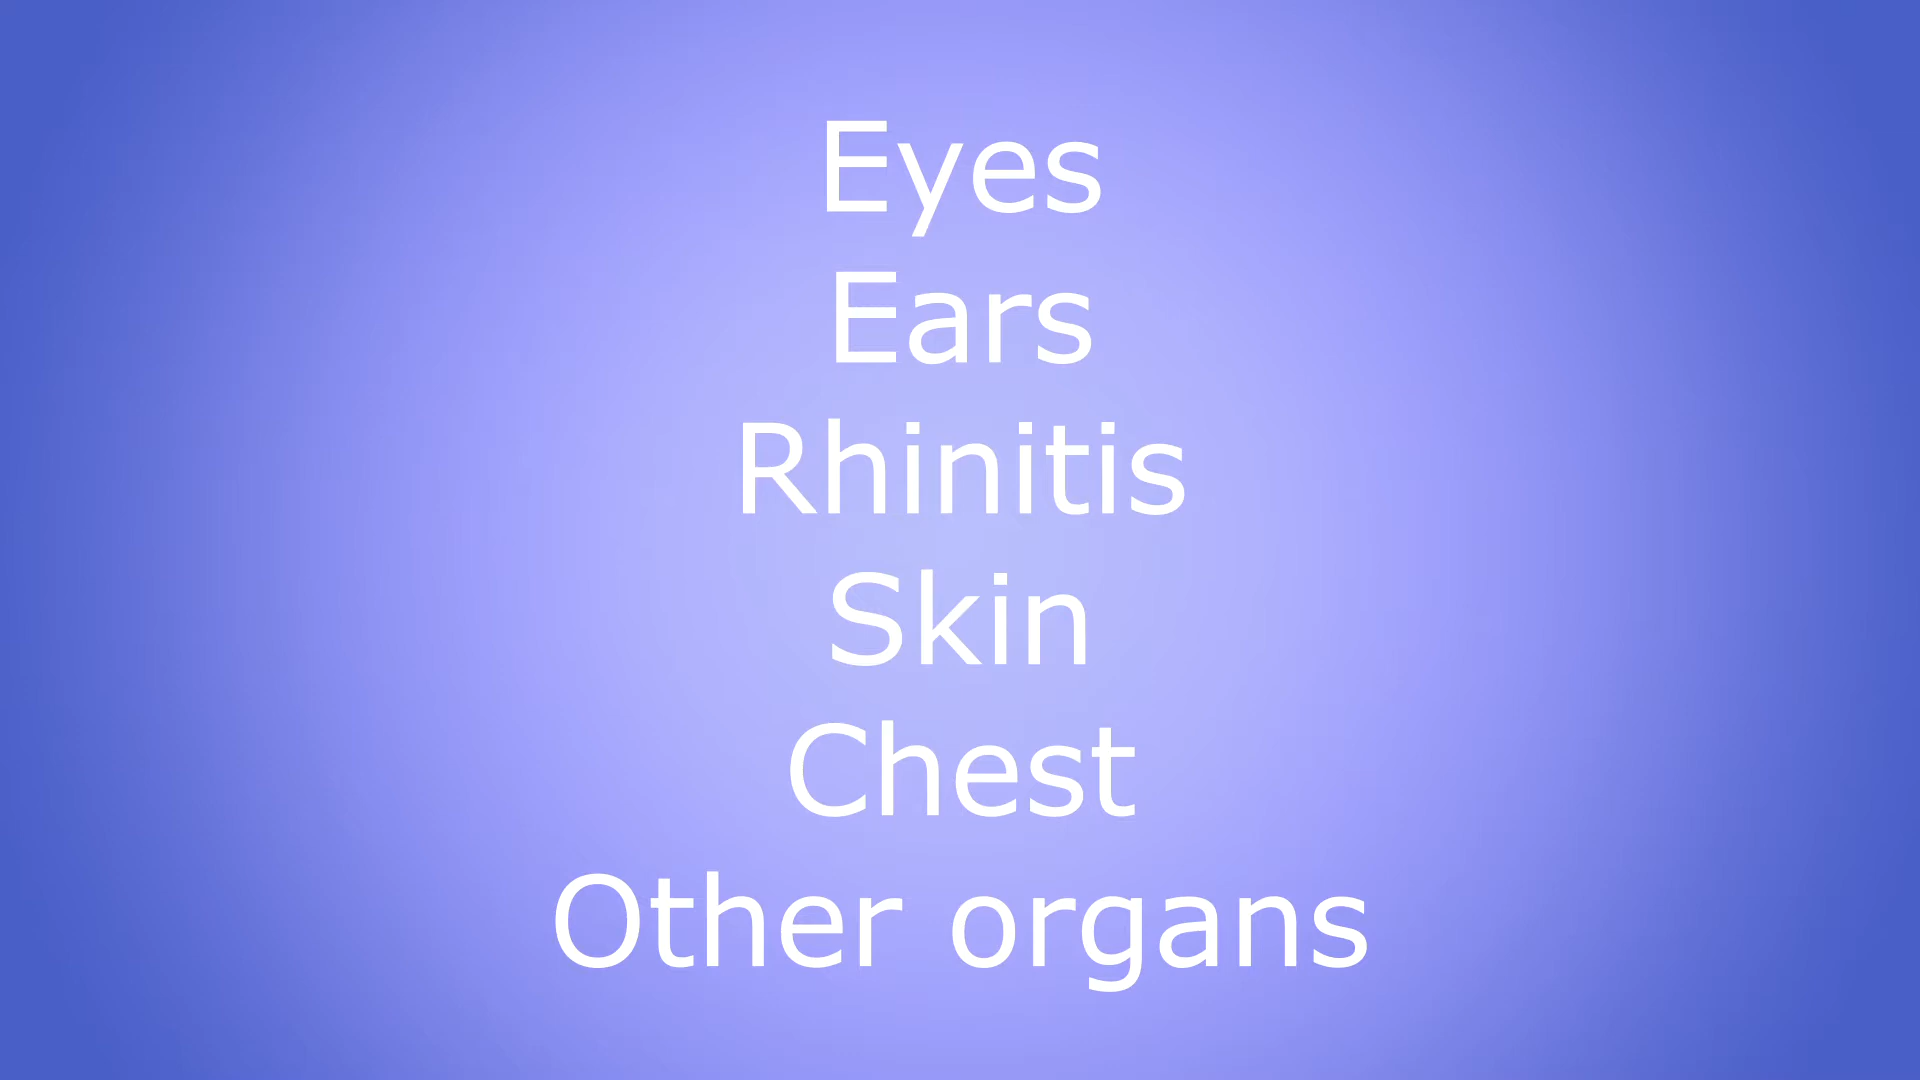 Eyes
Ears
Rhinitis
Skin
Chest
Other organs